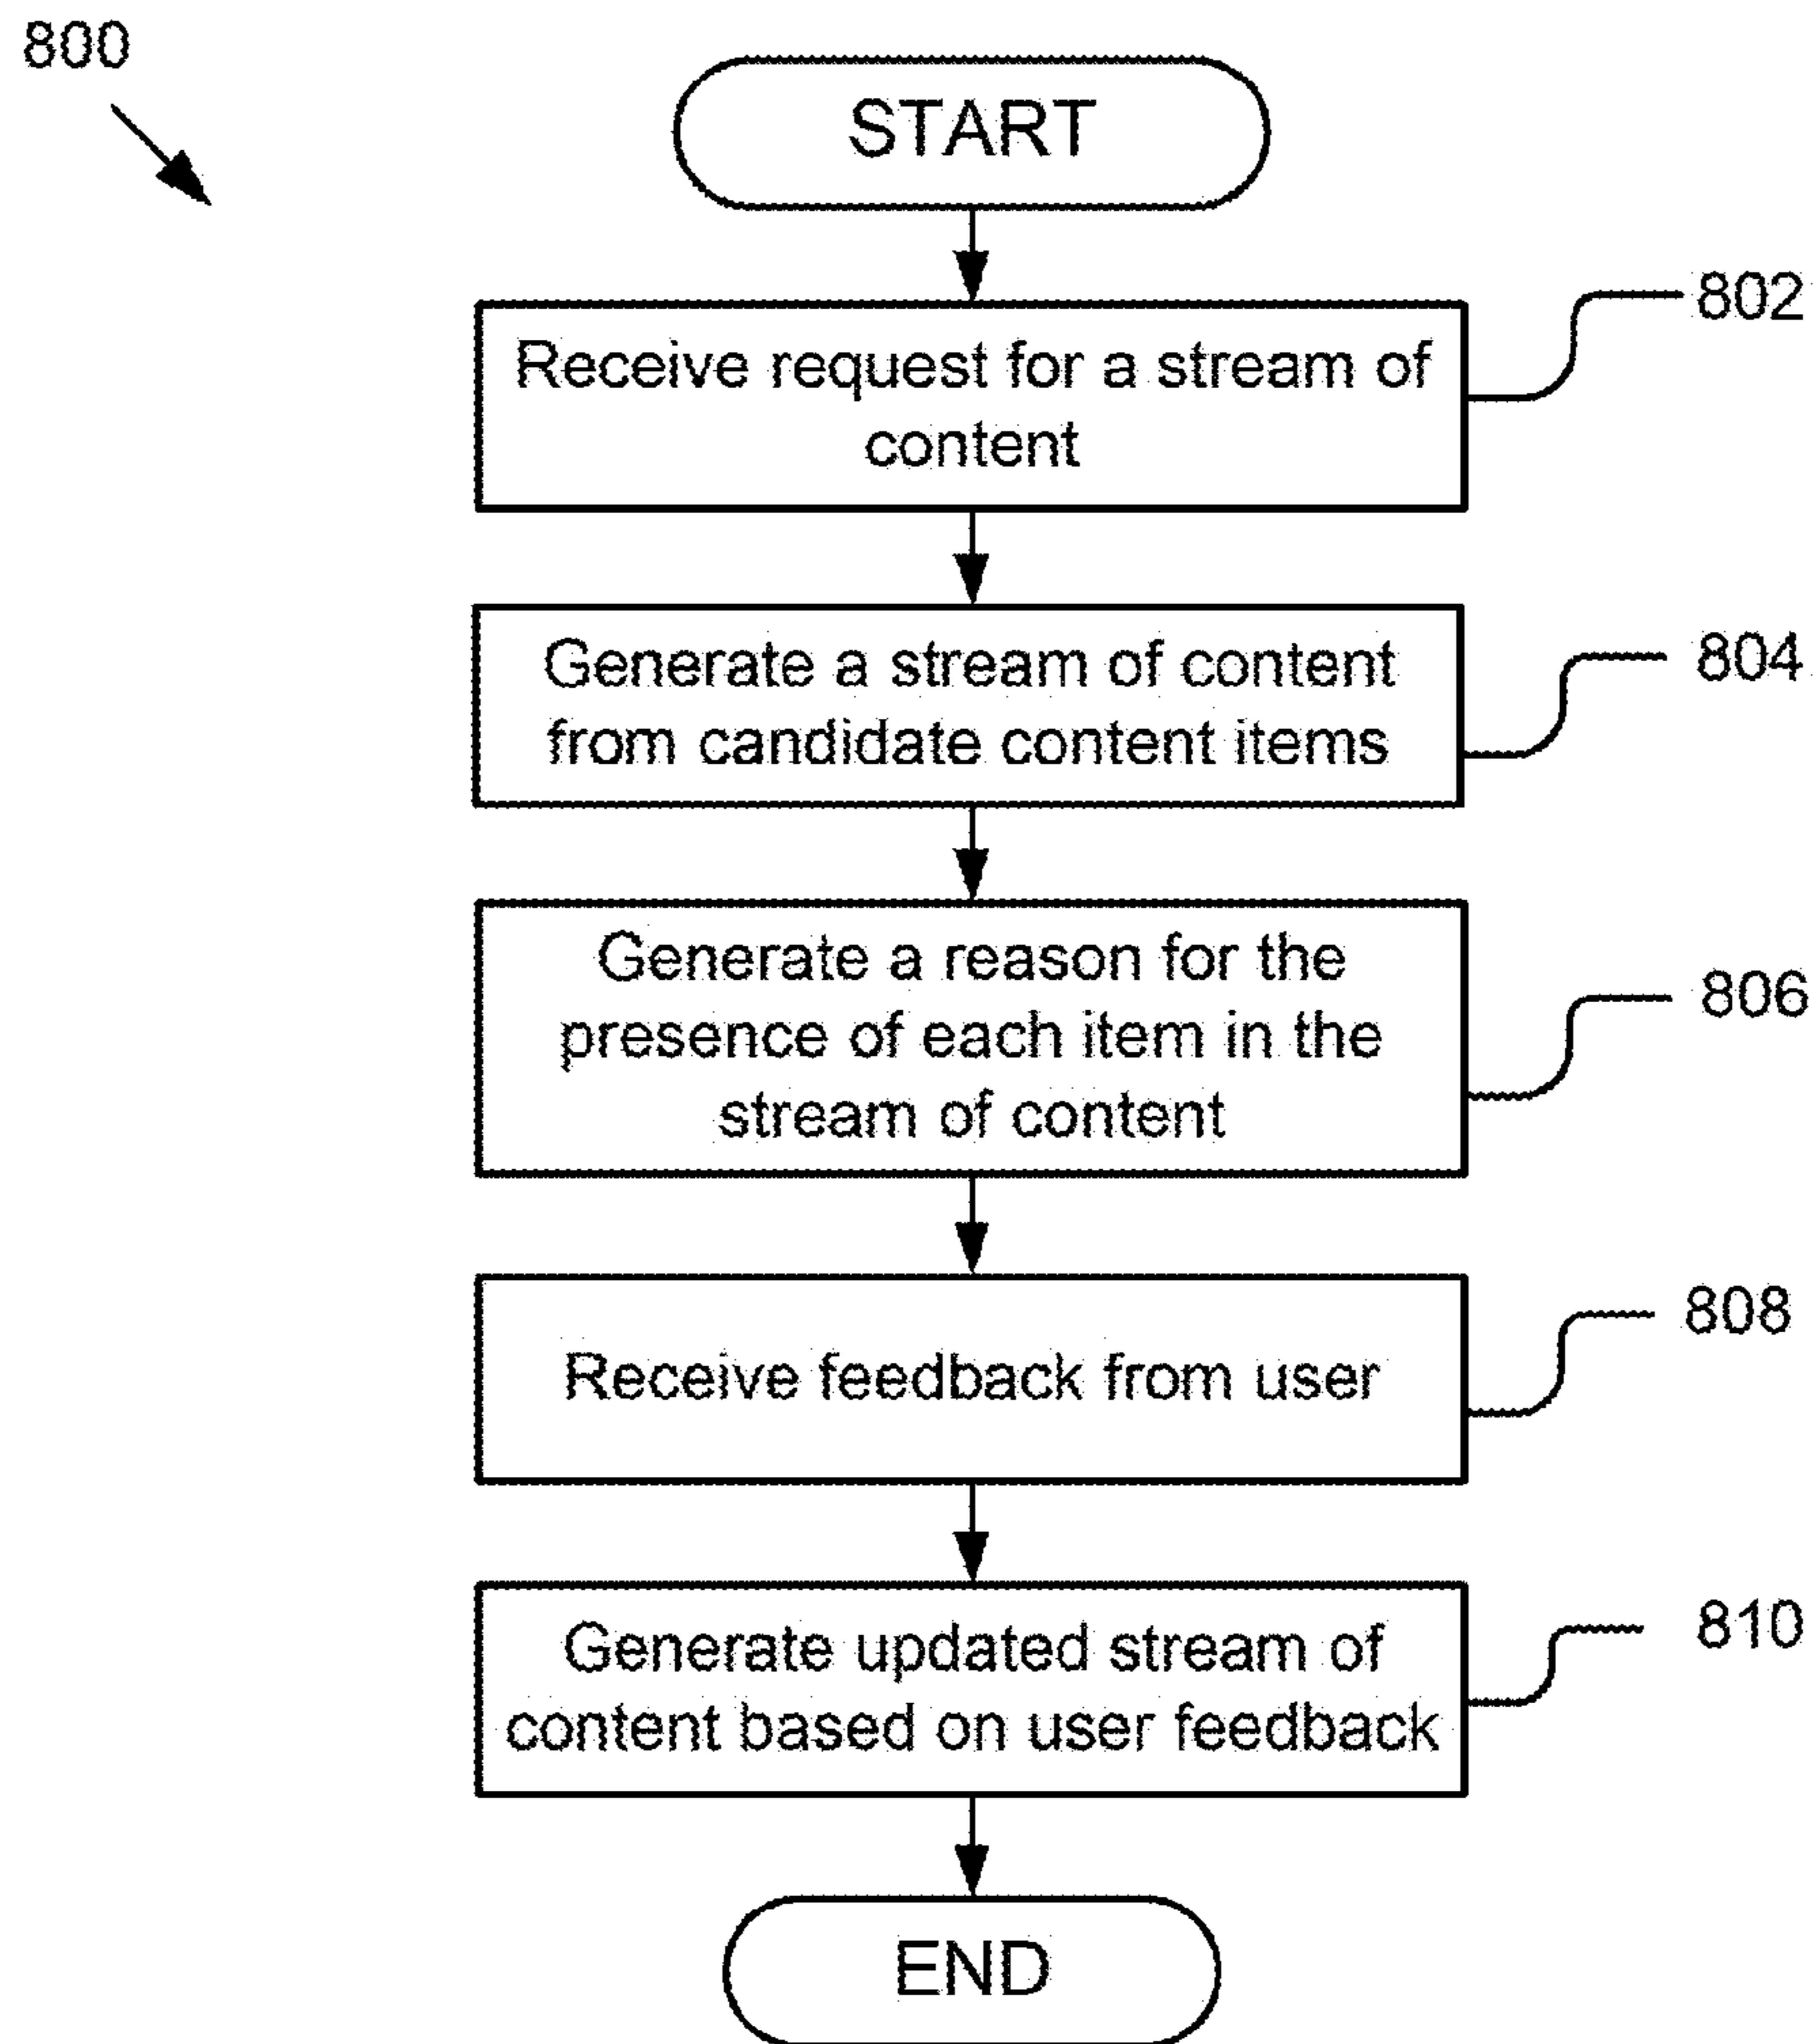 800
START
802
Receive request for a stream of
content
804
Generate a stream of content
from candidate content items
806
Generate a reason for the
presence of each item in the
stream of content
808
Receive feedback from user
810
Generate updated stream of
content based on user feedback
END